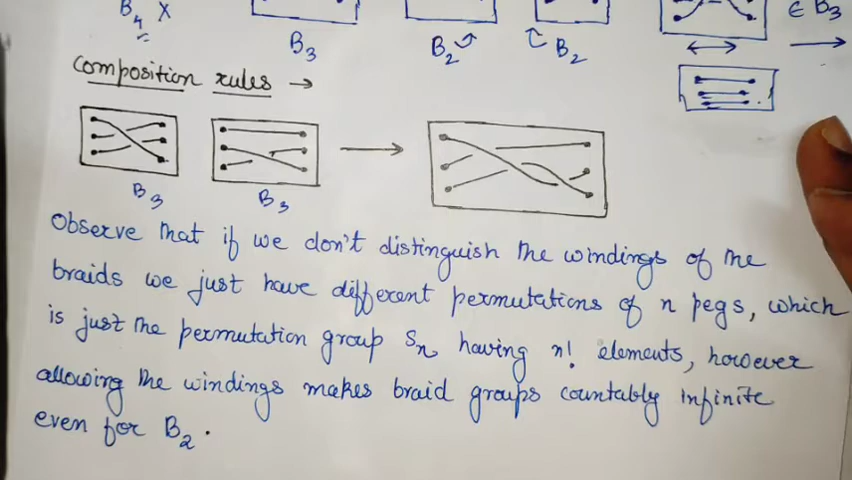 B₄ X
B₃
B₂
B₂
∈ B₃
Composition rules →
B₃
B₃
Observe that if we don't distinguish the windings of the
braids we just have different permutations of n pegs, which
is just the permutation group Sₙ having n! elements, however
allowing the windings makes braid groups countably infinite
even for B₂.